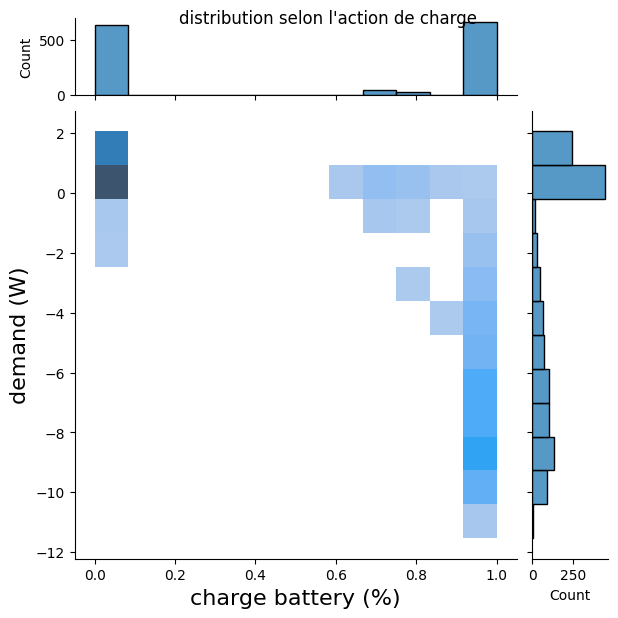 distribution selon l'action de charge
Count
500
0
2
0
−2
−4
−6
−8
−10
−12
demand (W)
0.0 0.2 0.4 0.6 0.8 1.0
charge battery (%)
0 250
Count